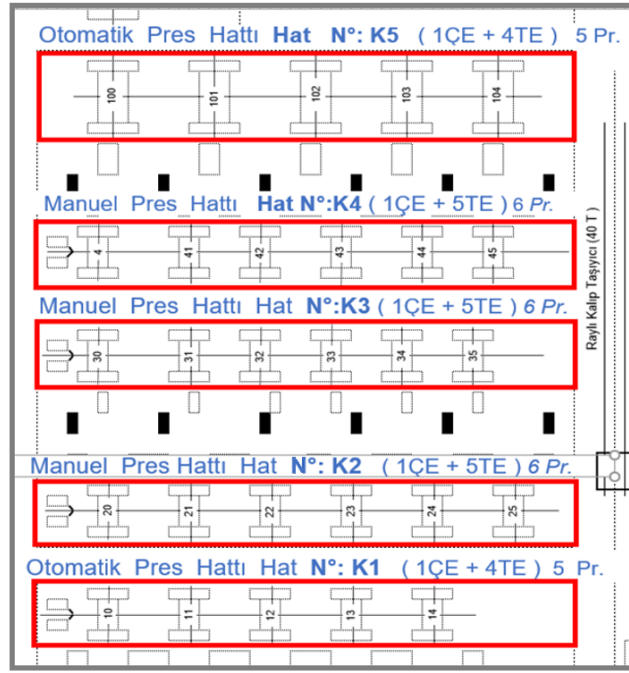 Otomatik Pres Hattı Hat N°: K5 ( 1ÇE + 4TE ) 5 Pr.
100 101 102 103 104
Manuel Pres Hattı Hat N°:K4 ( 1ÇE + 5TE ) 6 Pr.
4 41 42 43 44 45
Raylı Kalıp Taşıyıcı (40 T )
Manuel Pres Hattı Hat N°:K3 ( 1ÇE + 5TE ) 6 Pr.
30 31 32 33 34 35
Manuel Pres Hattı Hat N°: K2 ( 1ÇE + 5TE ) 6 Pr.
20 21 22 23 24 25
Otomatik Pres Hattı Hat N°: K1 ( 1ÇE + 4TE ) 5 Pr.
10 11 12 13 14